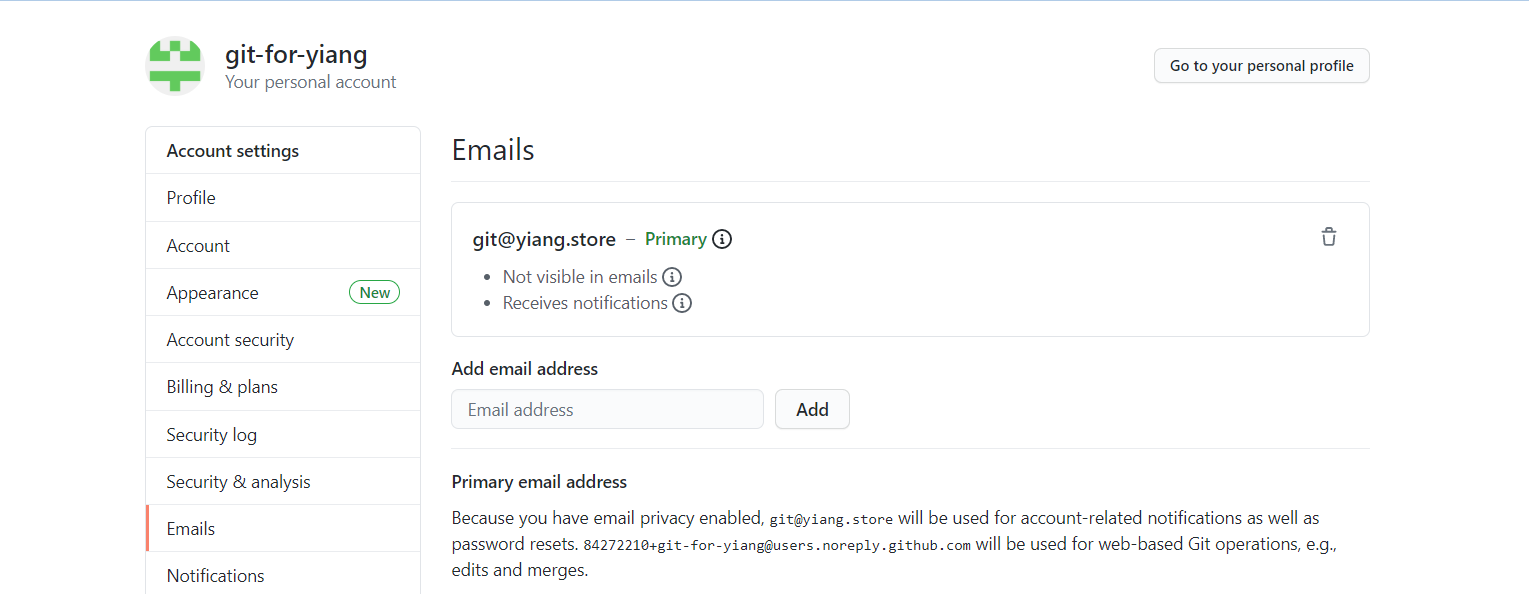 git-for-yiang
Your personal account
Go to your personal profile
Account settings
Profile
Account
Appearance New
Account security
Billing & plans
Security log
Security & analysis
Emails
Notifications
Emails
git@yiang.store – Primary
Not visible in emails
Receives notifications
Add email address
Email address Add
Primary email address
Because you have email privacy enabled, git@yiang.store will be used for account-related notifications as well as
password resets. 84272210+git-for-yiang@users.noreply.github.com will be used for web-based Git operations, e.g.,
edits and merges.